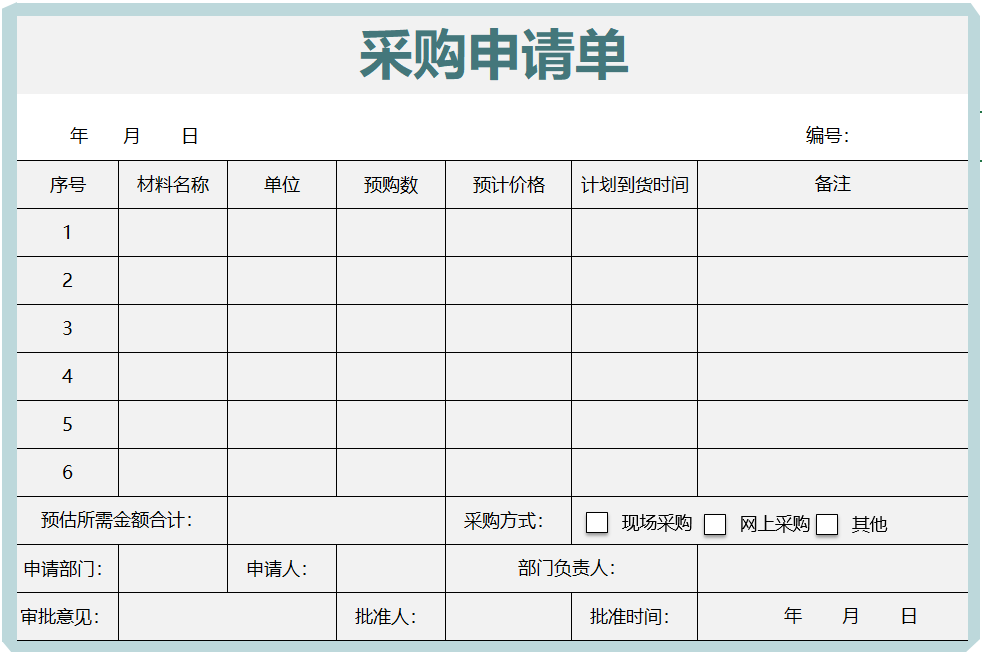 采购申请单
年 月 日 编号：
序号 材料名称 单位 预购数 预计价格 计划到货时间 备注
1
2
3
4
5
6
预估所需金额合计： 采购方式： 现场采购 网上采购 其他
申请部门： 申请人： 部门负责人：
审批意见： 批准人： 批准时间： 年 月 日